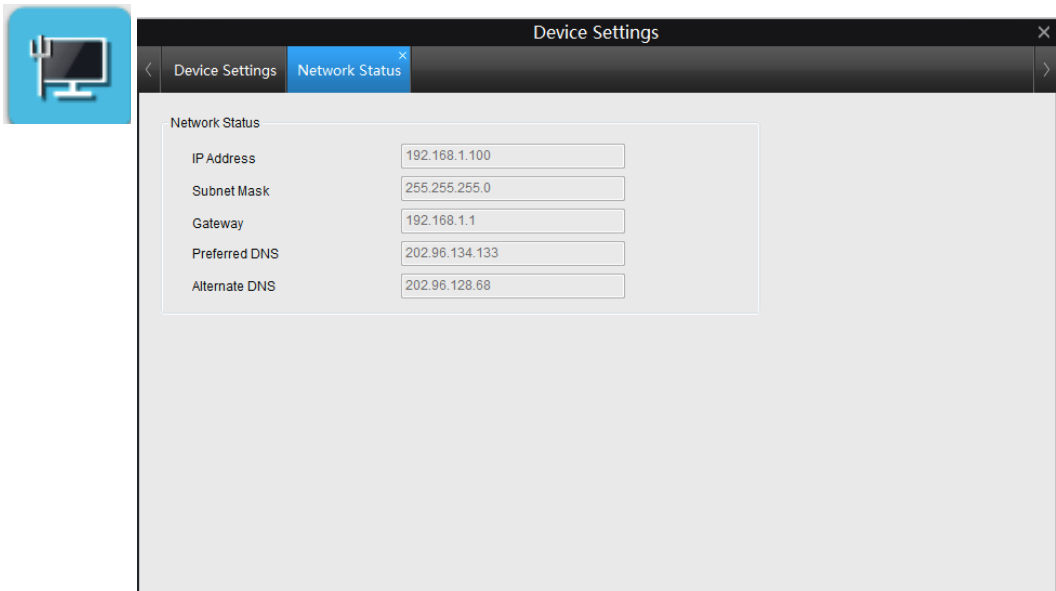 Device Settings
Device Settings Network Status
Network Status
IP Address 192.168.1.100
Subnet Mask 255.255.255.0
Gateway 192.168.1.1
Preferred DNS 202.96.134.133
Alternate DNS 202.96.128.68